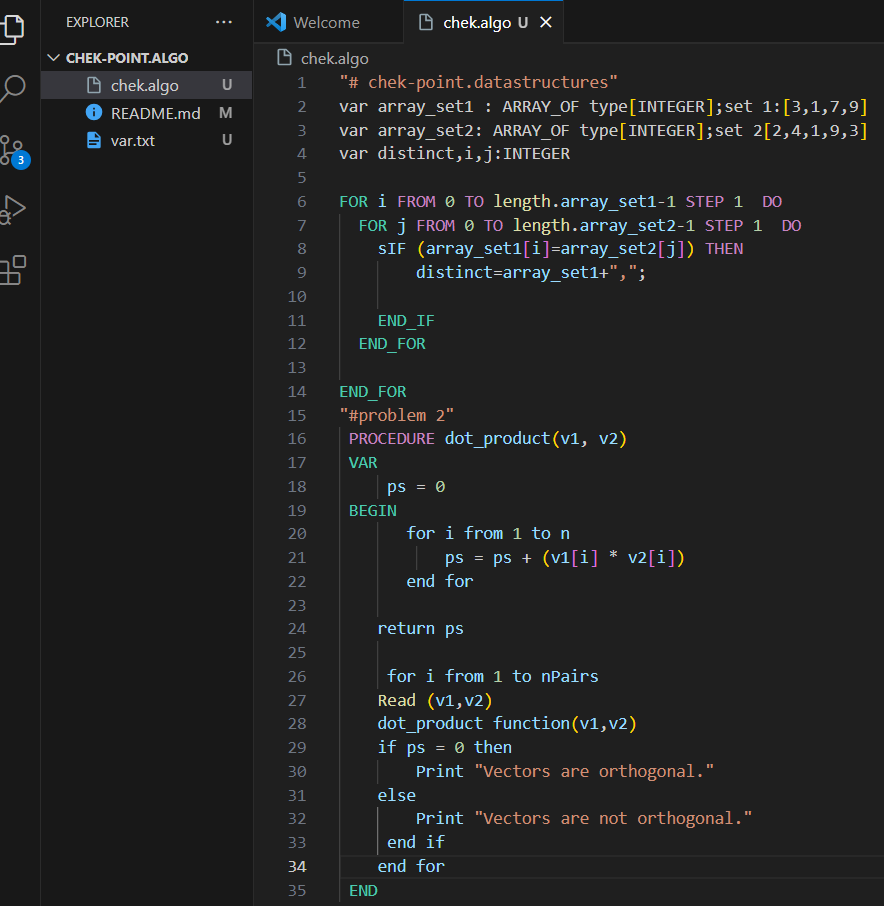 EXPLORER ...
CHEK-POINT.ALGO
chek.algo U
README.md M
var.txt U
3
Welcome
chek.algo U
chek.algo
1 "# chek-point.datastructures"
2 var array_set1 : ARRAY_OF type[INTEGER];set 1:[3,1,7,9]
3 var array_set2: ARRAY_OF type[INTEGER];set 2[2,4,1,9,3]
4 var distinct,i,j:INTEGER
5
6 FOR i FROM 0 TO length.array_set1-1 STEP 1  DO
7   FOR j FROM 0 TO length.array_set2-1 STEP 1  DO
8     sIF (array_set1[i]=array_set2[j]) THEN
9         distinct=array_set1+",";
10
11     END_IF
12   END_FOR
13
14 END_FOR
15 "#problem 2"
16  PROCEDURE dot_product(v1, v2)
17  VAR
18      ps = 0
19  BEGIN
20        for i from 1 to n
21            ps = ps + (v1[i] * v2[i])
22        end for
23
24     return ps
25
26      for i from 1 to nPairs
27     Read (v1,v2)
28     dot_product function(v1,v2)
29     if ps = 0 then
30         Print "Vectors are orthogonal."
31     else
32         Print "Vectors are not orthogonal."
33      end if
34     end for
35  END